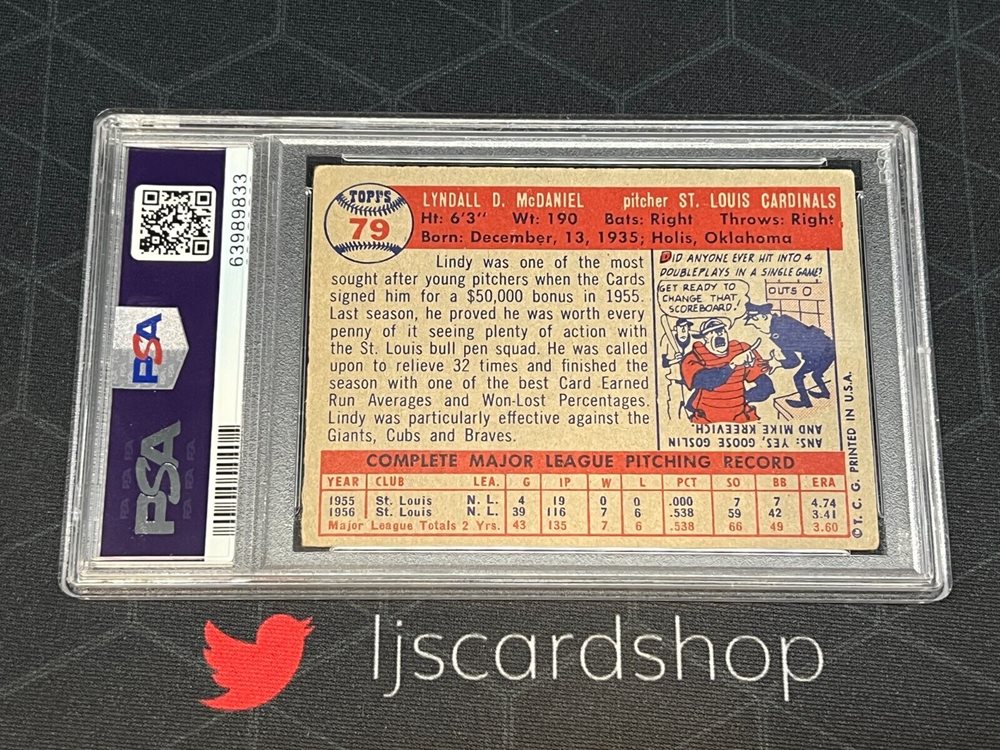 63989833
PSA
PSA
TOPPS
79
LYNDALL D. McDANIEL pitcher ST. LOUIS CARDINALS
Ht: 6'3" Wt: 190 Bats: Right Throws: Right
Born: December, 13, 1935; Holis, Oklahoma
Lindy was one of the most
sought after young pitchers when the Cards
signed him for a $50,000 bonus in 1955.
Last season, he proved he was worth every
penny of it seeing plenty of action with
the St. Louis bull pen squad. He was called
upon to relieve 32 times and finished the
season with one of the best Card Earned
Run Averages and Won-Lost Percentages.
Lindy was particularly effective against the
Giants, Cubs and Braves.
DID ANYONE EVER HIT INTO 4
DOUBLEPLAYS IN A SINGLE GAME?
GET READY TO
CHANGE THAT
SCOREBOARD!
OUTS 0
ANS: YES, GOOSE GOSLIN
AND MIKE KREEVICH.
COMPLETE MAJOR LEAGUE PITCHING RECORD
YEAR CLUB LEA. G IP W L PCT SO BB ERA
1955 St. Louis N. L. 4 19 0 0 .000 7 7 4.74
1956 St. Louis N. L. 39 116 7 6 .538 59 42 3.41
Major League Totals 2 Yrs. 43 135 7 6 .538 66 49 3.60
© T. C. G. PRINTED IN U.S.A.
ljscardshop